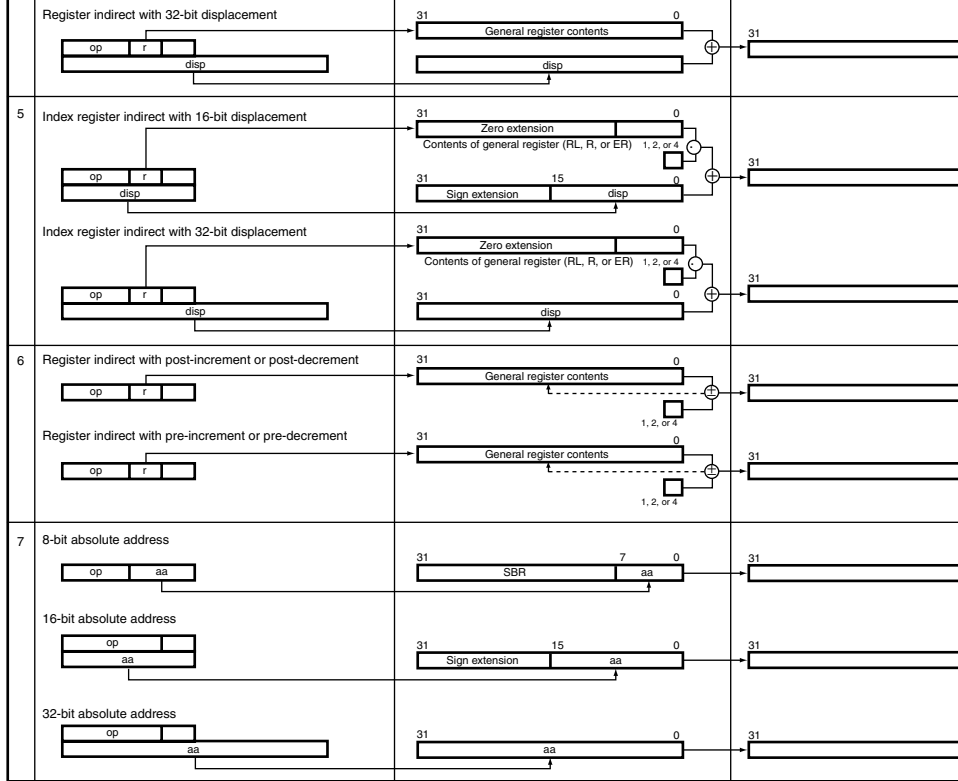 Register indirect with 32-bit displacement
31 0
General register contents
31
op r
disp
disp
5 Index register indirect with 16-bit displacement
31 0
Zero extension
Contents of general register (RL, R, or ER) 1, 2, or 4
·
+
31
op r
disp
31 15 0
Sign extension disp
Index register indirect with 32-bit displacement
31 0
Zero extension
Contents of general register (RL, R, or ER) 1, 2, or 4
·
+
31
op r
disp
31 0
disp
6 Register indirect with post-increment or post-decrement
31 0
General register contents
±
31
op r
1, 2, or 4
Register indirect with pre-increment or pre-decrement
31 0
General register contents
±
31
op r
1, 2, or 4
7 8-bit absolute address
31 7 0
31
op aa
SBR aa
16-bit absolute address
op
aa
31 15 0
31
Sign extension aa
32-bit absolute address
op
aa
31 0
31
aa